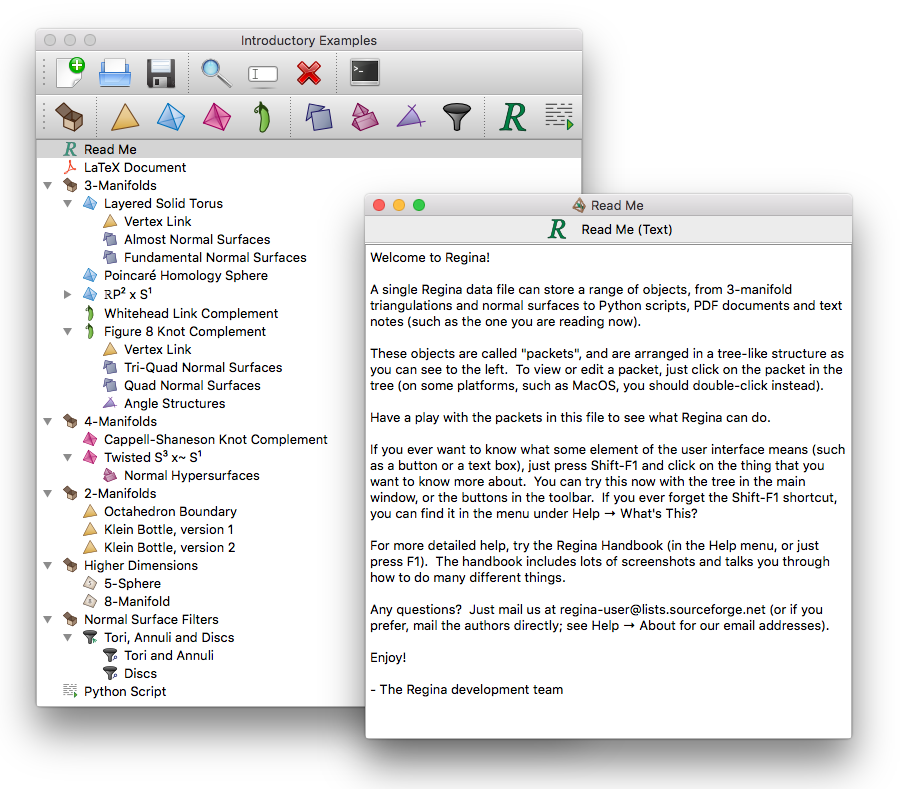 Introductory Examples
R
Read Me
LaTeX Document
3-Manifolds
Layered Solid Torus
Vertex Link
Almost Normal Surfaces
Fundamental Normal Surfaces
Poincaré Homology Sphere
ℝP² x S¹
Whitehead Link Complement
Figure 8 Knot Complement
Vertex Link
Tri-Quad Normal Surfaces
Quad Normal Surfaces
Angle Structures
4-Manifolds
Cappell-Shaneson Knot Complement
Twisted S³ x~ S¹
Normal Hypersurfaces
2-Manifolds
Octahedron Boundary
Klein Bottle, version 1
Klein Bottle, version 2
Higher Dimensions
5-Sphere
8-Manifold
Normal Surface Filters
Tori, Annuli and Discs
Tori and Annuli
Discs
Python Script
Read Me
R Read Me (Text)
Welcome to Regina!
A single Regina data file can store a range of objects, from 3-manifold
triangulations and normal surfaces to Python scripts, PDF documents and text
notes (such as the one you are reading now).
These objects are called "packets", and are arranged in a tree-like structure as
you can see to the left.  To view or edit a packet, just click on the packet in the
tree (on some platforms, such as MacOS, you should double-click instead).
Have a play with the packets in this file to see what Regina can do.
If you ever want to know what some element of the user interface means (such
as a button or a text box), just press Shift-F1 and click on the thing that you
want to know more about.  You can try this now with the tree in the main
window, or the buttons in the toolbar.  If you ever forget the Shift-F1 shortcut,
you can find it in the menu under Help → What's This?
For more detailed help, try the Regina Handbook (in the Help menu, or just
press F1).  The handbook includes lots of screenshots and talks you through
how to do many different things.
Any questions?  Just mail us at regina-user@lists.sourceforge.net (or if you
prefer, mail the authors directly; see Help → About for our email addresses).
Enjoy!
- The Regina development team